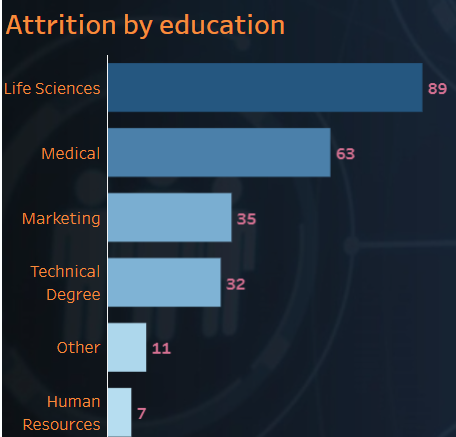 Attrition by education
Life Sciences 89
Medical 63
Marketing 35
Technical
Degree 32
Other 11
Human
Resources 7